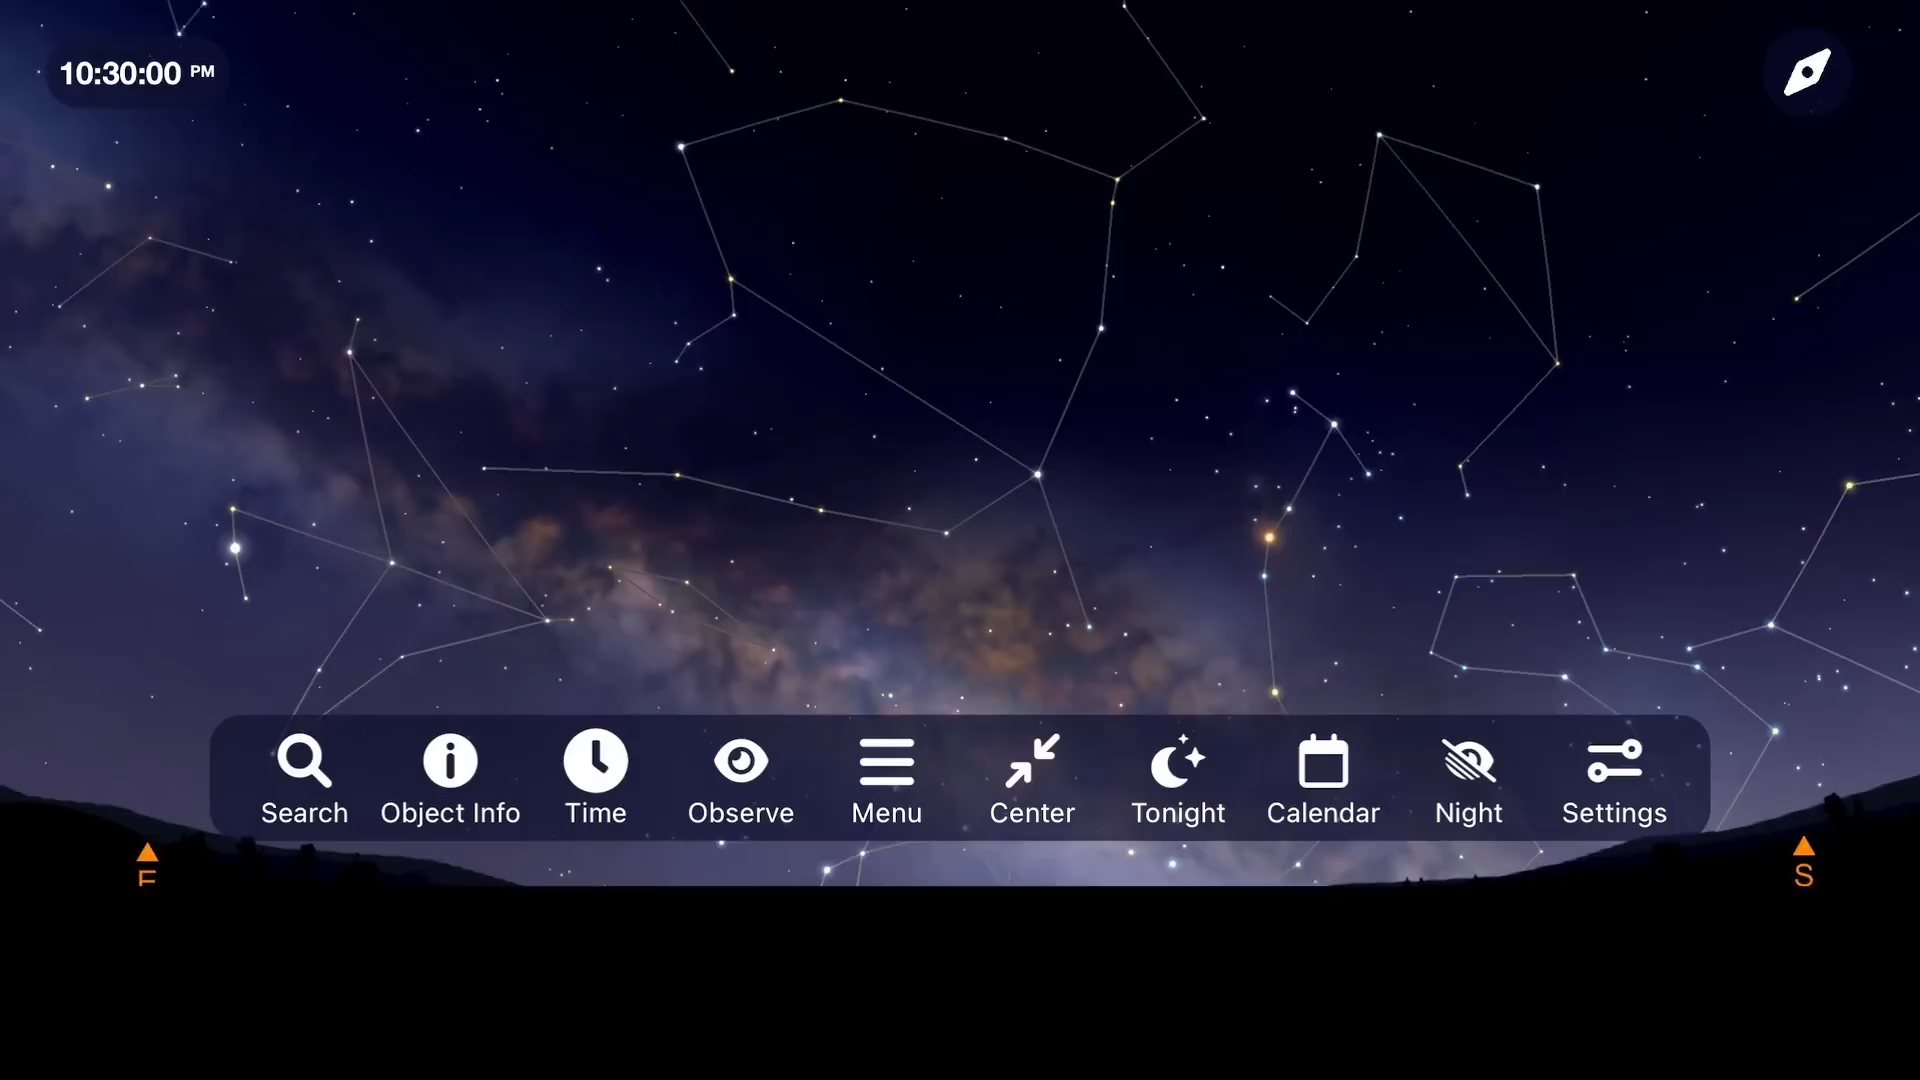 10:30:00 PM
Search Object Info Time Observe Menu Center Tonight Calendar Night Settings
E S